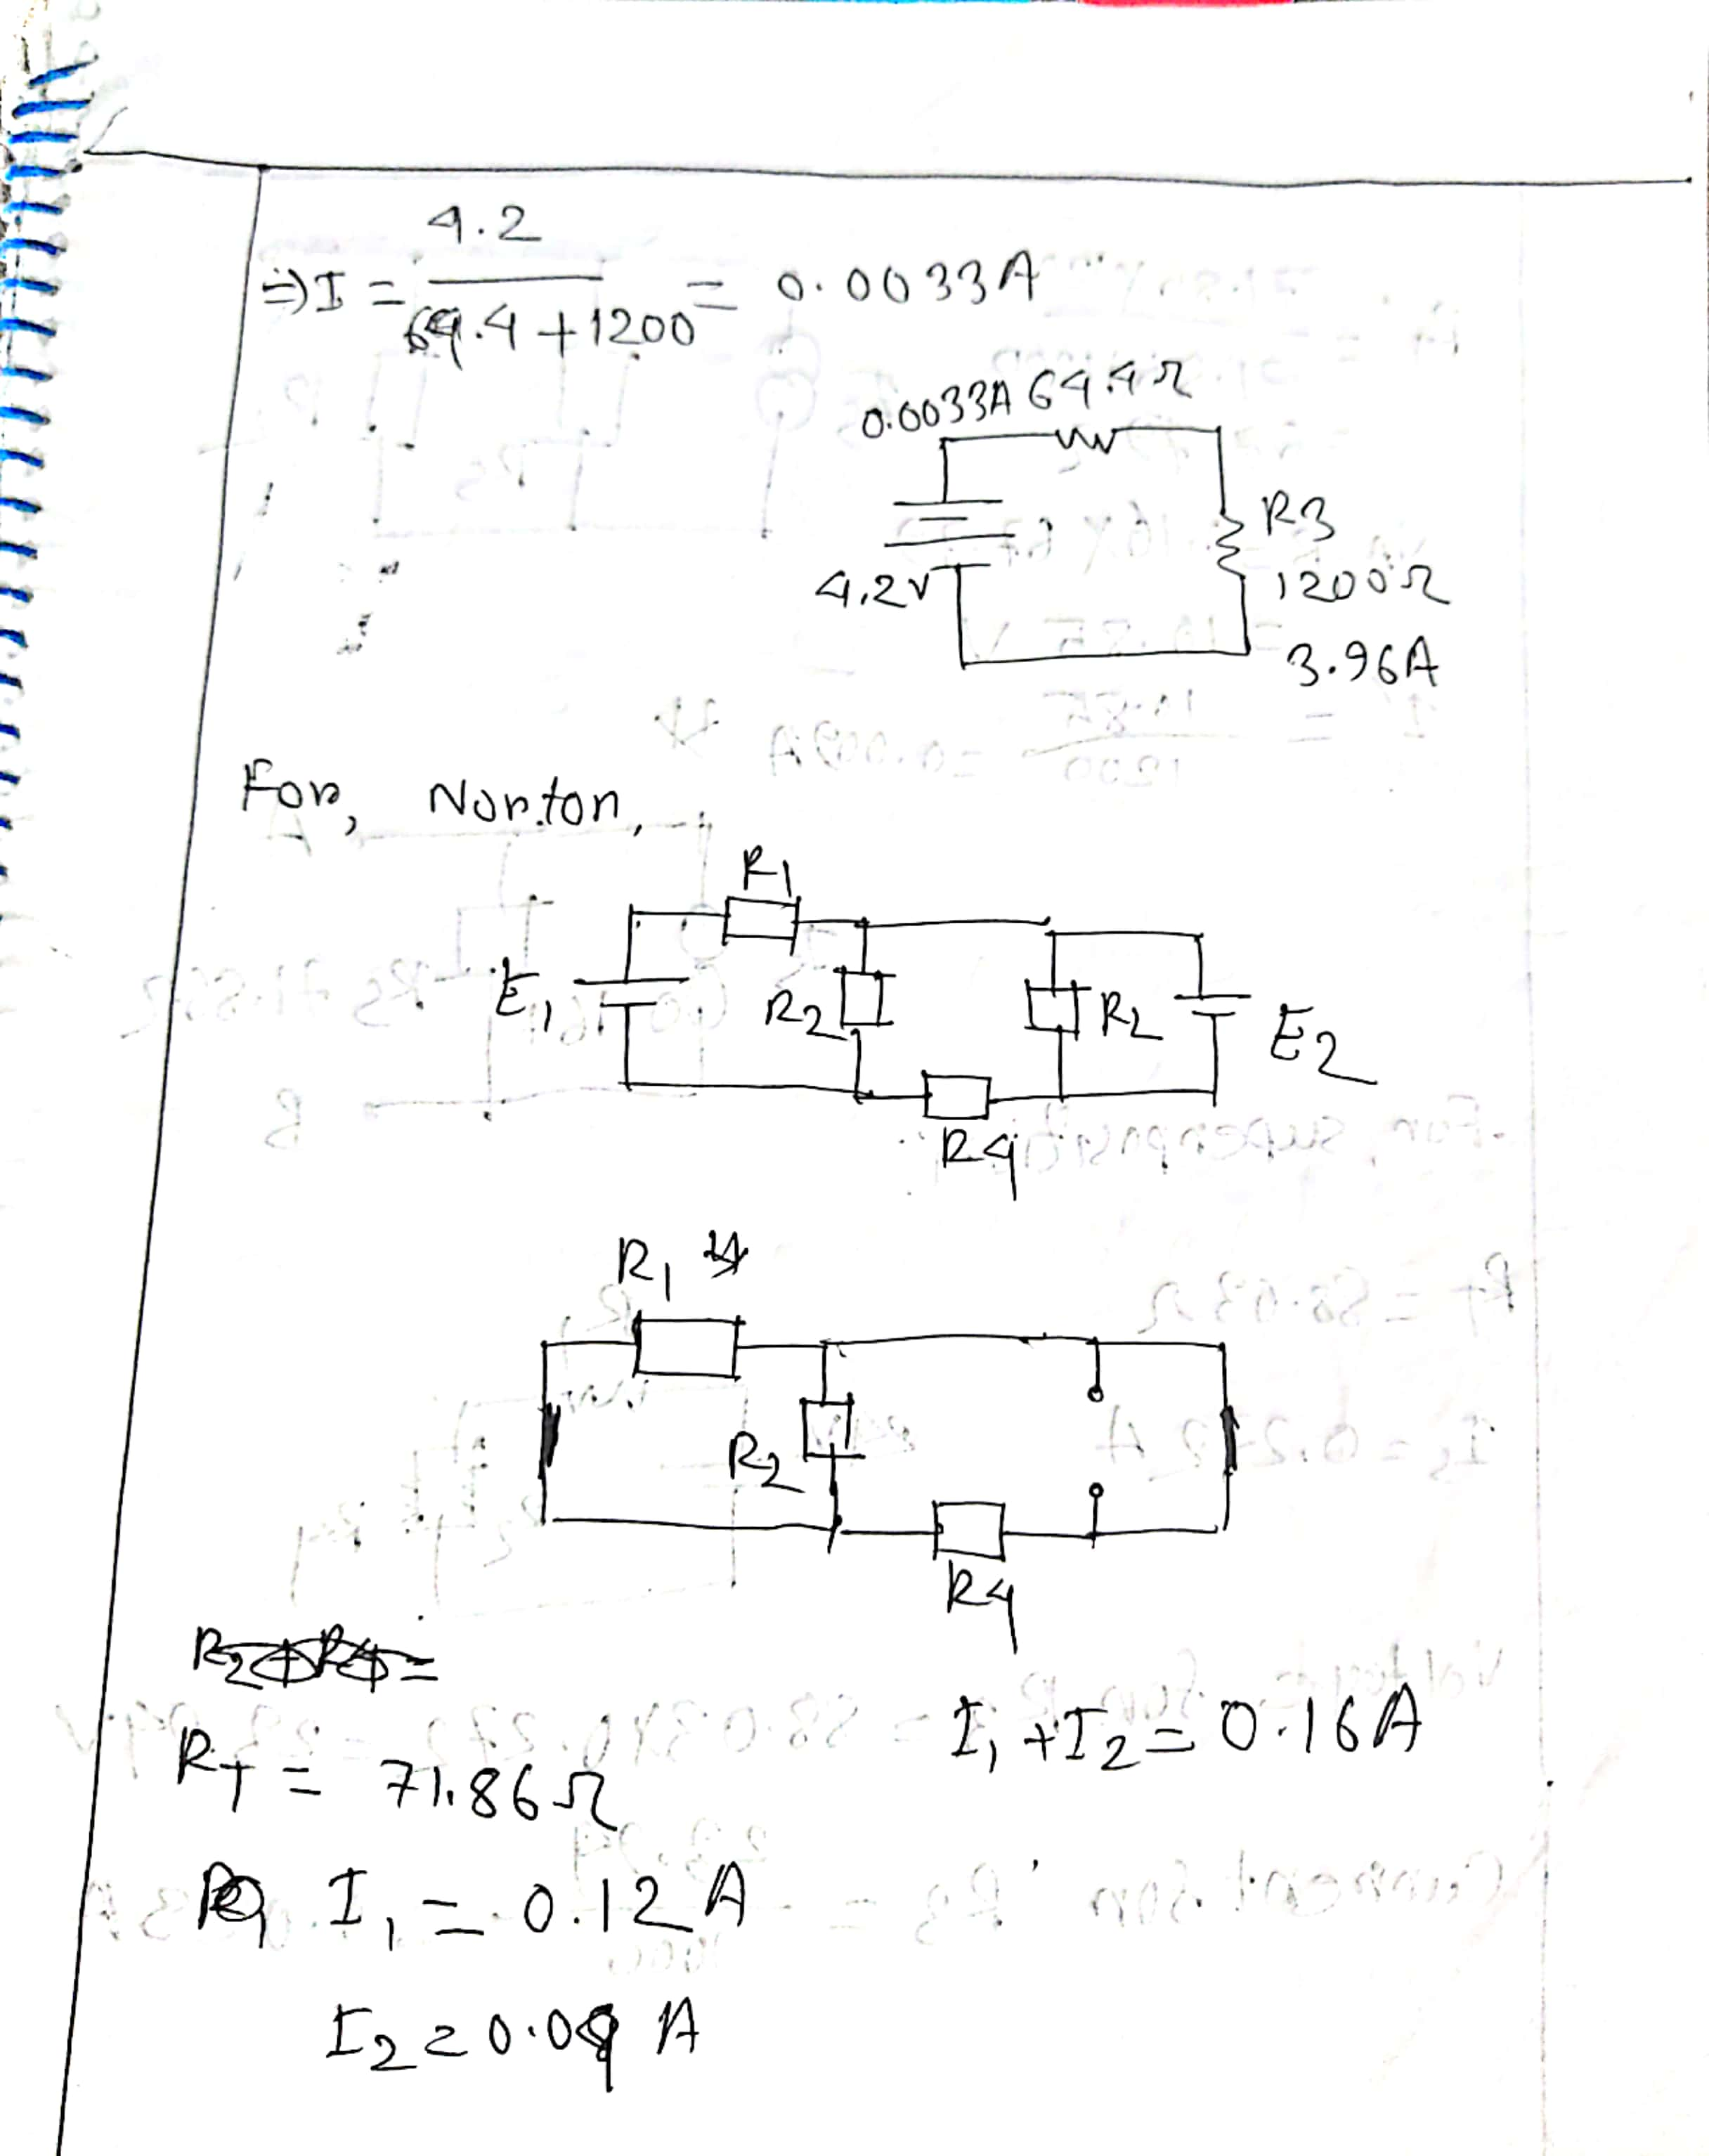 4.2
⇒ I = ――― = 0.0033A
64.4 + 1200
0.0033A 64.4Ω
R3
4.2V
1200Ω
3.96A
For, Norton,
R1
E1
R2
RL
E2
R4
R1
R2
R4
RT = 71.86Ω
I1 + I2 = 0.16A
I1 = 0.12 A
I2 = 0.04 A